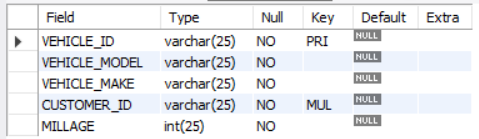 Field Type Null Key Default Extra
VEHICLE_ID varchar(25) NO PRI NULL
VEHICLE_MODEL varchar(25) NO NULL
VEHICLE_MAKE varchar(25) NO NULL
CUSTOMER_ID varchar(25) NO MUL NULL
MILLAGE int(25) NO NULL